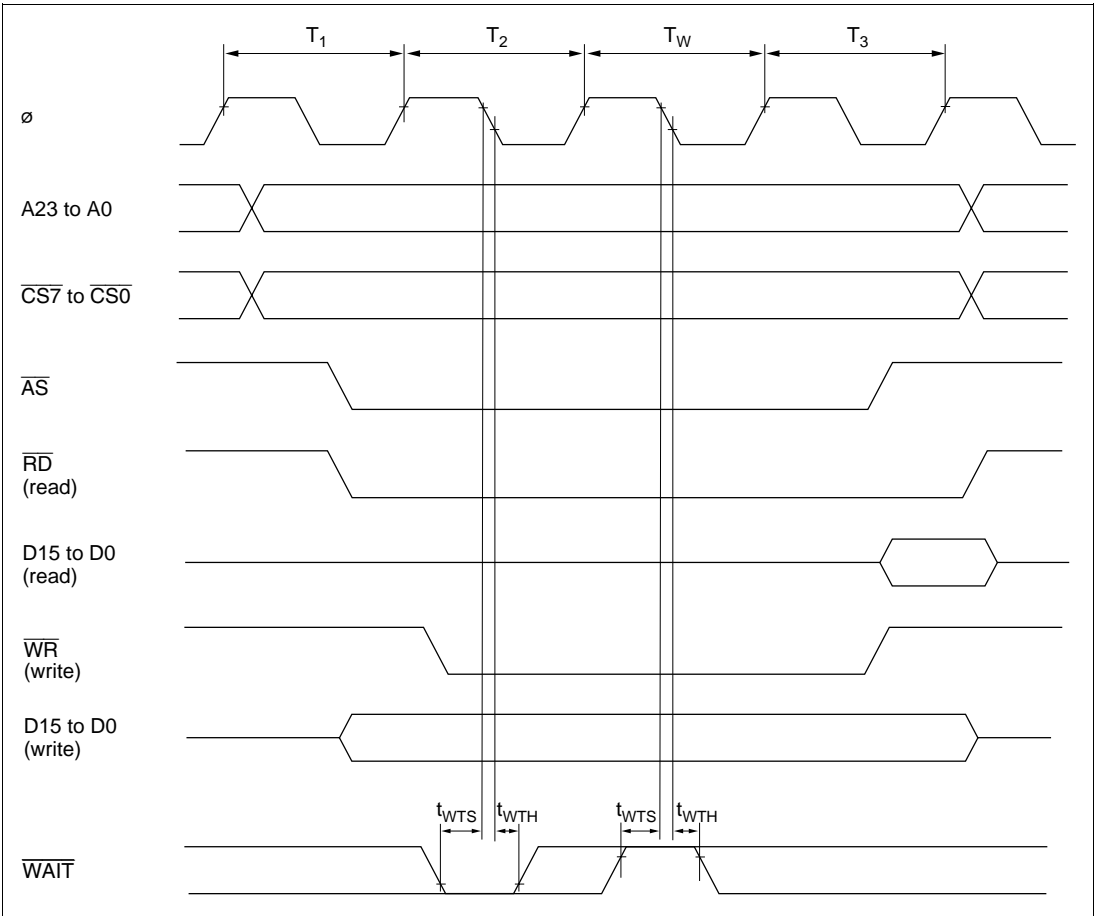 T1 T2 TW T3
ø
A23 to A0
CS7 to CS0
AS
RD
(read)
D15 to D0
(read)
WR
(write)
D15 to D0
(write)
tWTS tWTH tWTS tWTH
WAIT